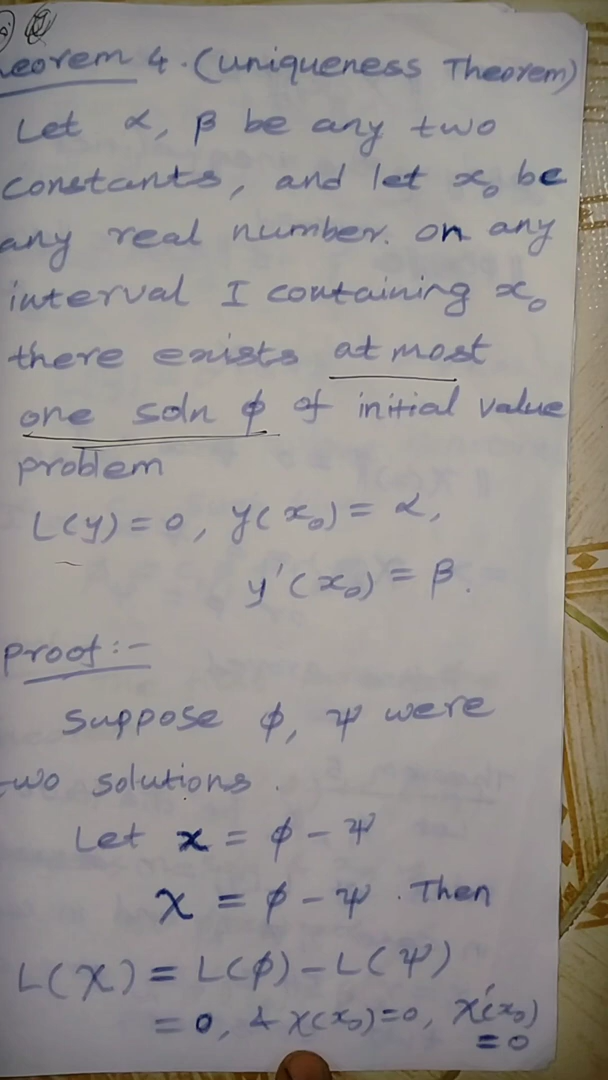 eorem 4. (Uniqueness Theorem)
Let α, β be any two
constants, and let x₀ be
any real number. on any
interval I containing x₀
there exists at most
one soln ϕ of initial value
problem
L(y) = 0, y(x₀) = α,
y'(x₀) = β.
Proof :-
Suppose ϕ, ψ were
two solutions.
Let x = ϕ - ψ
χ = ϕ - ψ. Then
L(χ) = L(ϕ) - L(ψ)
= 0, & χ(x₀) = 0, χ'(x₀)
= 0